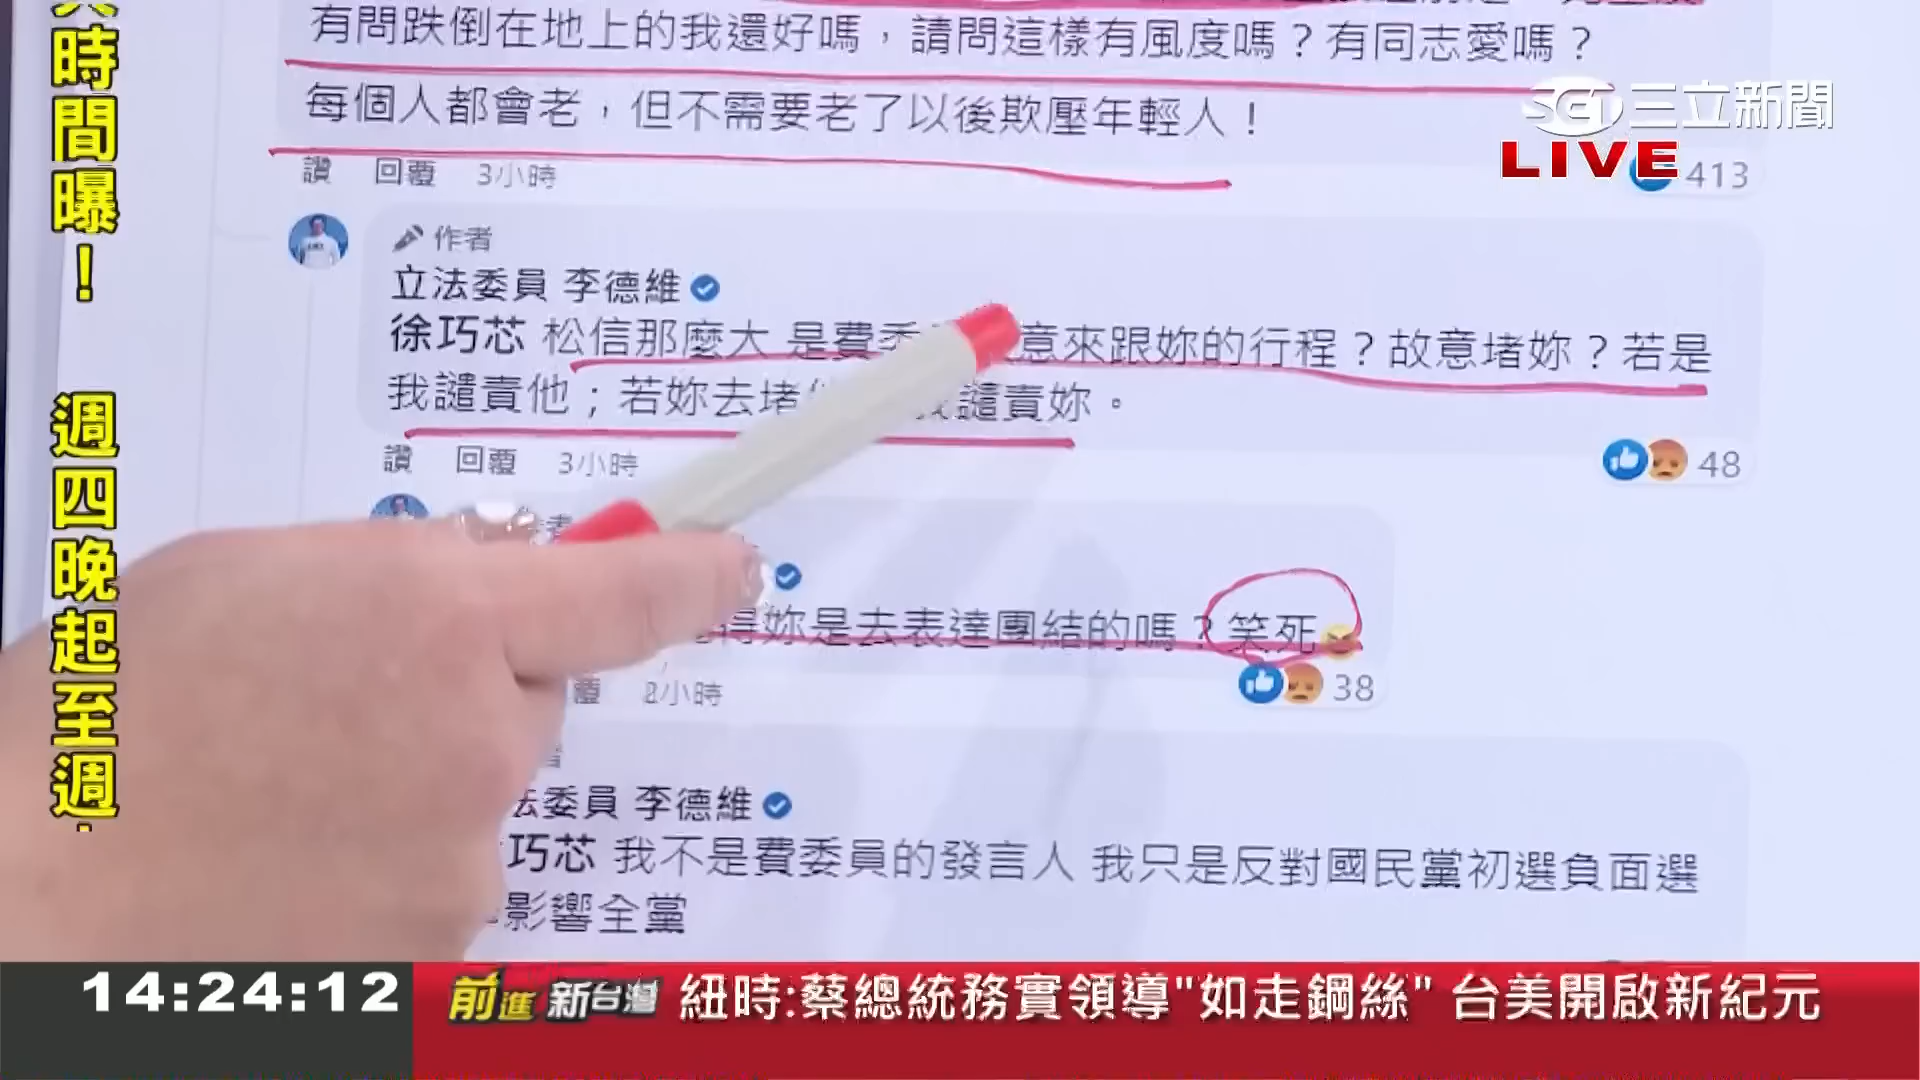 有問跌倒在地上的我還好嗎，請問這樣有風度嗎？有同志愛嗎？
每個人都會老，但不需要老了以後欺壓年輕人！
讚 回覆 3小時
413
SET 三立新聞
LIVE
作者
立法委員 李德維
徐巧芯 松信那麼大 是費委 意來跟妳的行程？故意堵妳？若是
我譴責他；若妳去堵 譴責妳。
讚 回覆 3小時
48
得妳是去表達團結的嗎？笑死
覆 2小時
38
法委員 李德維
巧芯 我不是費委員的發言人 我只是反對國民黨初選負面選
影響全黨
時間曝！ 週四晚起至週
14:24:12
前進新台灣
紐時:蔡總統務實領導"如走鋼絲" 台美開啟新紀元